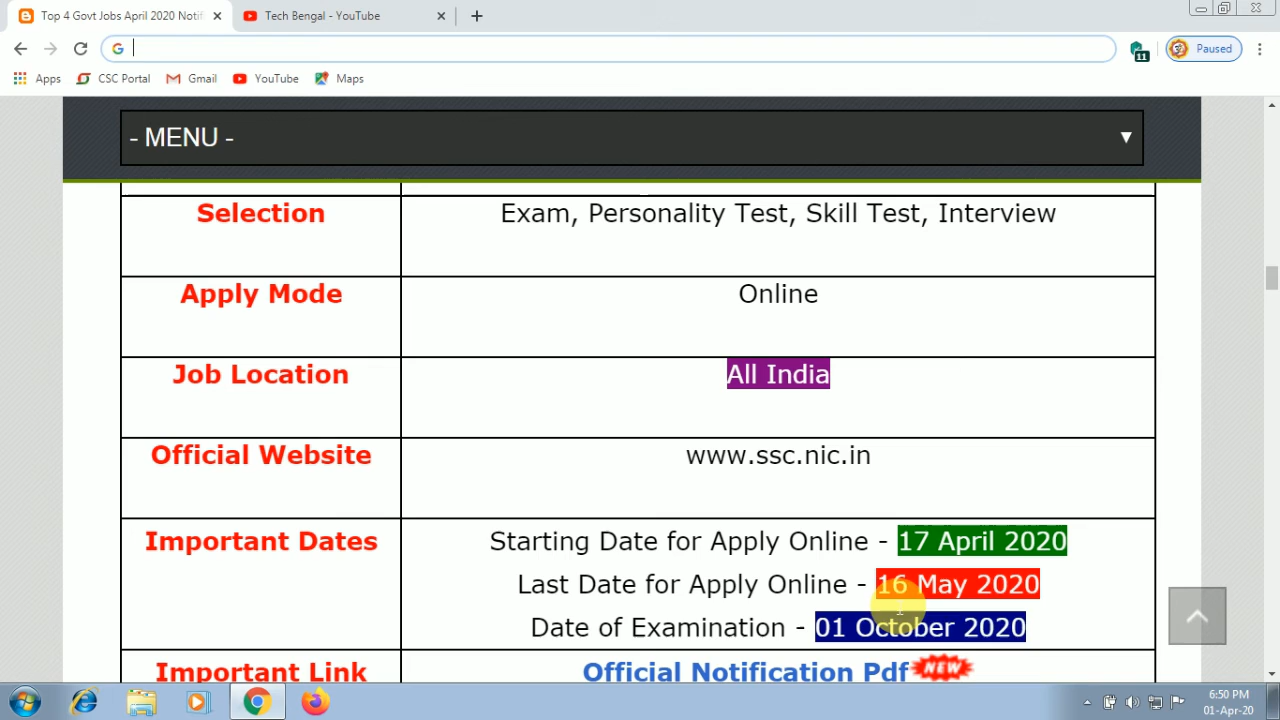 Top 4 Govt Jobs April 2020 Notif
Tech Bengal - YouTube
Paused
11
Apps
CSC Portal
Gmail
YouTube
Maps
- MENU -
Selection
Exam, Personality Test, Skill Test, Interview
Apply Mode
Online
Job Location
All India
Official Website
www.ssc.nic.in
Important Dates
Starting Date for Apply Online - 17 April 2020
Last Date for Apply Online - 16 May 2020
Date of Examination - 01 October 2020
Important Link
Official Notification Pdf NEW
6:50 PM
01-Apr-20